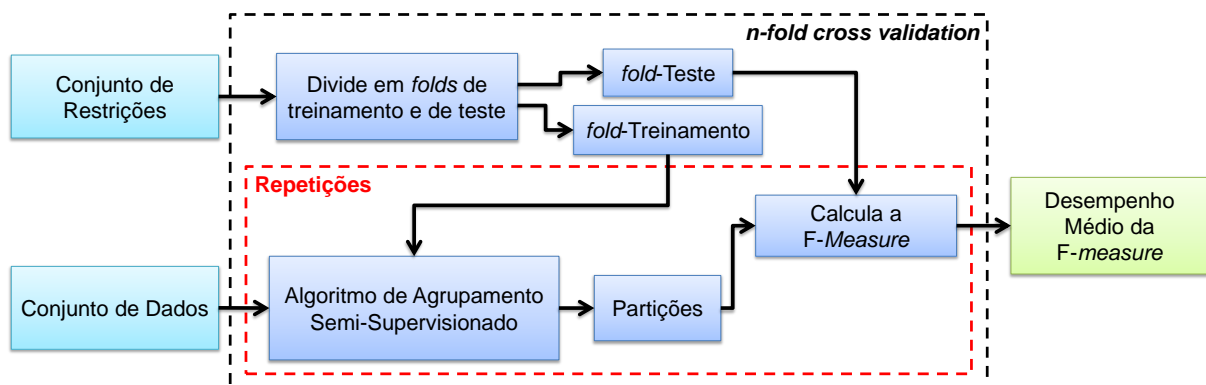 n-fold cross validation
Conjunto de
Restrições
Divide em folds de
treinamento e de teste
fold-Teste
fold-Treinamento
Repetições
Calcula a
F-Measure
Desempenho
Médio da
F-measure
Conjunto de Dados
Algoritmo de Agrupamento
Semi-Supervisionado
Partições